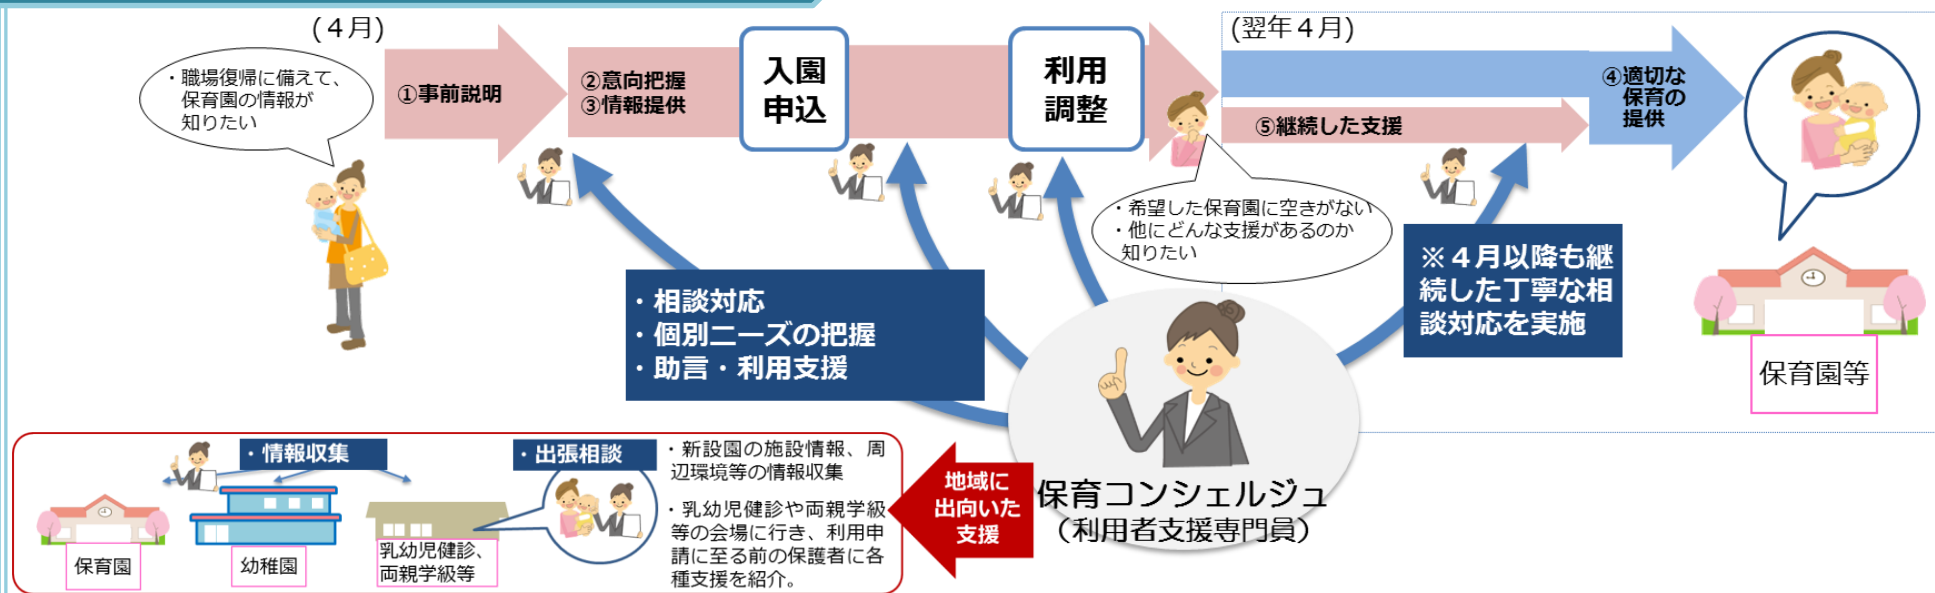 (４月)
・職場復帰に備えて、
保育園の情報が
知りたい
①事前説明
②意向把握
③情報提供
入園
申込
利用
調整
(翌年４月)
④適切な
保育の
提供
⑤継続した支援
・希望した保育園に空きがない
・他にどんな支援があるのか
知りたい
・相談対応
・個別ニーズの把握
・助言・利用支援
※４月以降も継
続した丁寧な相
談対応を実施
保育園等
保育コンシェルジュ
（利用者支援専門員）
地域に
出向いた
支援
・情報収集
・出張相談
・新設園の施設情報、周
辺環境等の情報収集
・乳幼児健診や両親学級
等の会場に行き、利用申
請に至る前の保護者に各
種支援を紹介。
保育園
幼稚園
乳幼児健診、
両親学級等